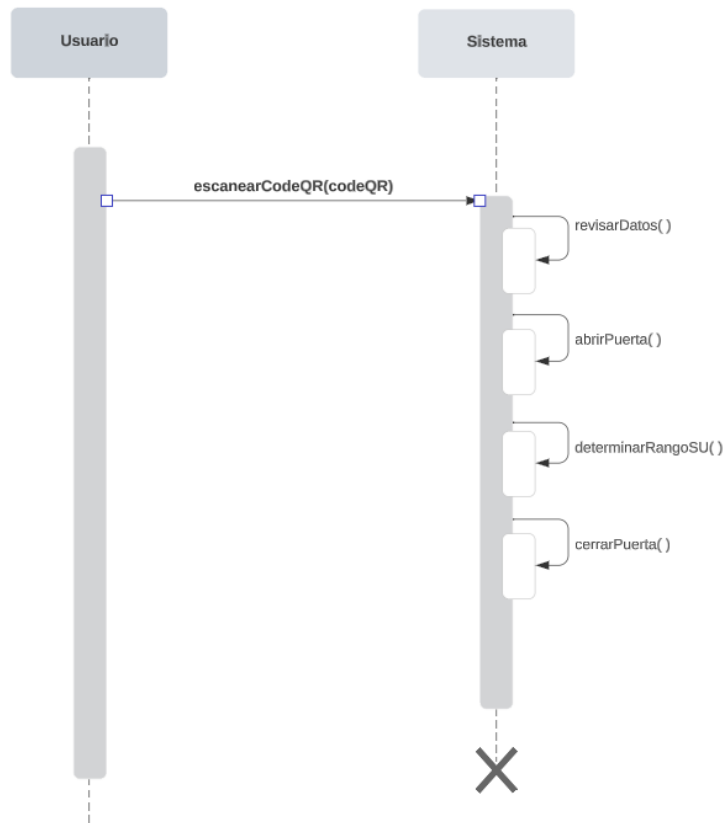 Usuario
Sistema
escanearCodeQR(codeQR)
revisarDatos( )
abrirPuerta( )
determinarRangoSU( )
cerrarPuerta( )